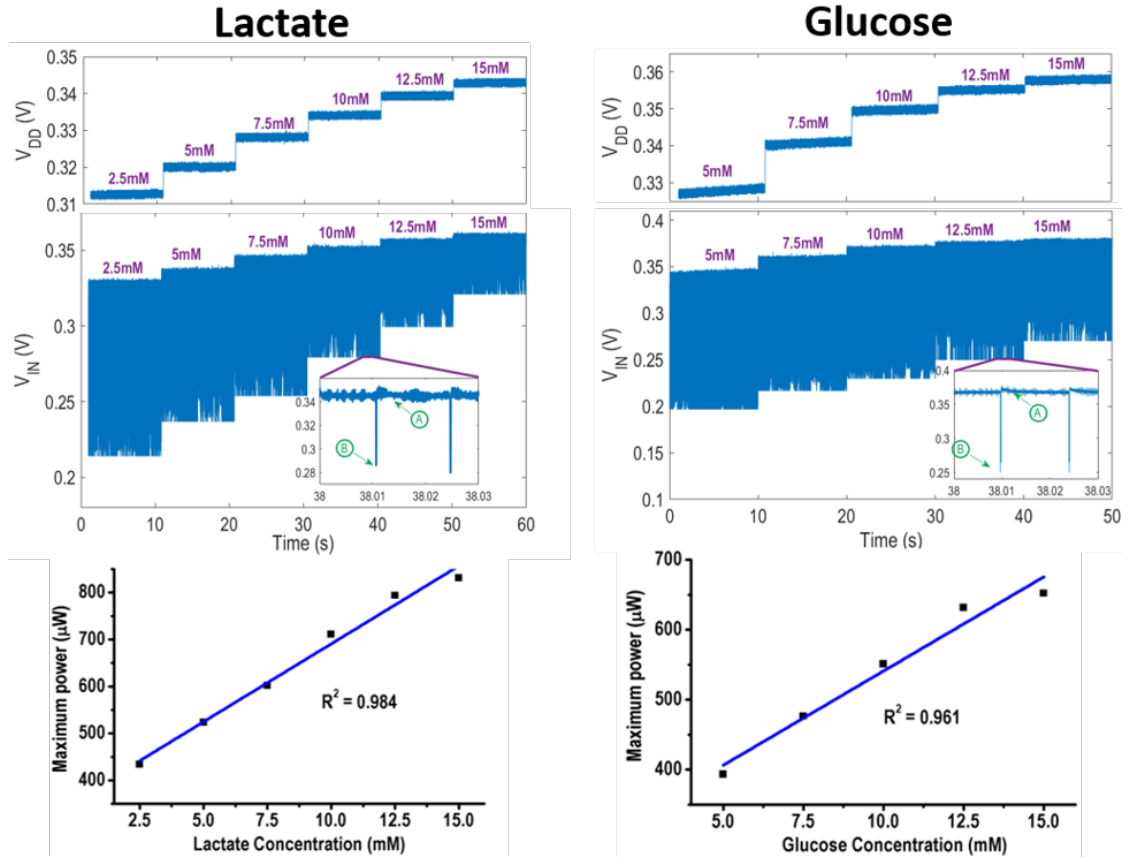 Lactate
0.35
0.34
0.33
0.32
0.31
V_DD (V)
2.5mM
5mM
7.5mM
10mM
12.5mM
15mM
0.35
0.3
0.25
0.2
V_IN (V)
2.5mM
5mM
7.5mM
10mM
12.5mM
15mM
0.34
0.32
0.3
0.28
A
B
38
38.01
38.02
38.03
0
10
20
30
40
50
60
Time (s)
800
700
600
500
400
Maximum power (μW)
R² = 0.984
2.5
5.0
7.5
10.0
12.5
15.0
Lactate Concentration (mM)
Glucose
0.36
0.35
0.34
0.33
V_DD (V)
5mM
7.5mM
10mM
12.5mM
15mM
0.4
0.35
0.3
0.25
0.2
0.15
0.1
V_IN (V)
5mM
7.5mM
10mM
12.5mM
15mM
0.4
0.35
0.3
0.25
A
B
38
38.01
38.02
38.03
0
10
20
30
40
50
Time (s)
700
600
500
400
Maximum power (μW)
R² = 0.961
5.0
7.5
10.0
12.5
15.0
Glucose Concentration (mM)